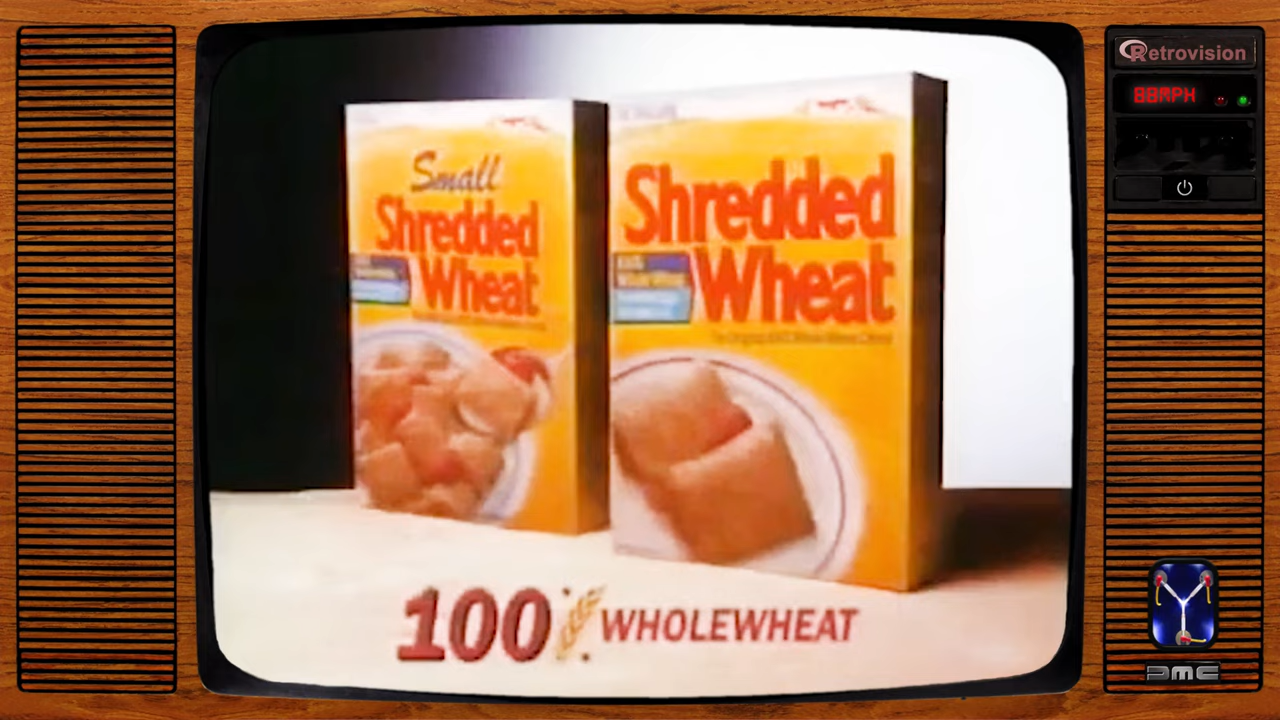 Retrovision
88MPH
Small
Shredded
Wheat
Shredded
Wheat
100% WHOLEWHEAT
DMC